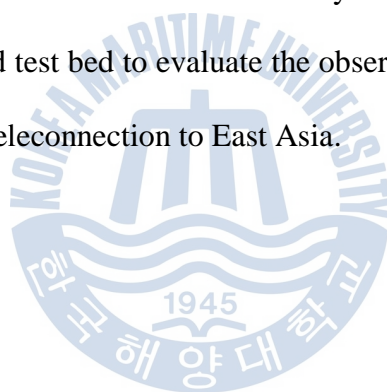 d test bed to evaluate the obser
eleconnection to East Asia.
KOREA MARITIME UNIVERSITY
1945
한국해양대학교